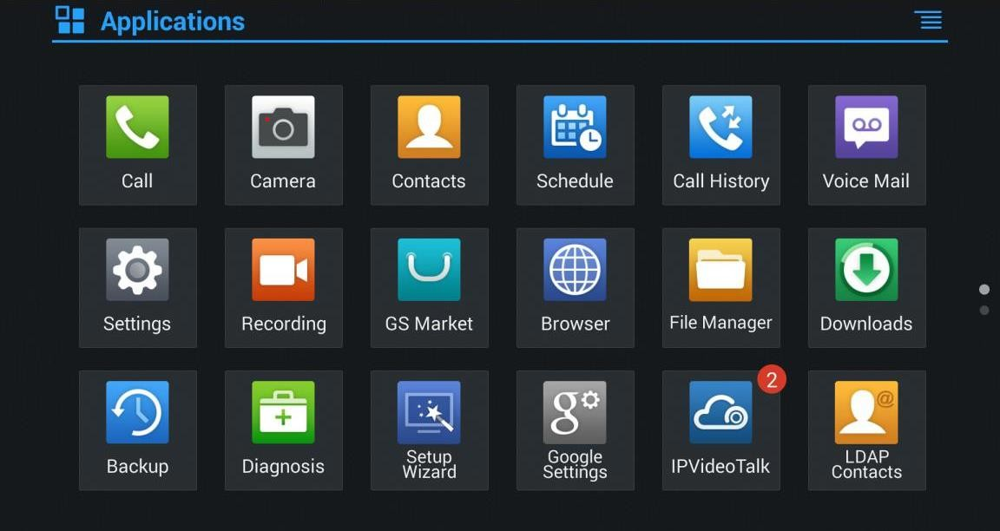 Applications
Call
Camera
Contacts
Schedule
Call History
Voice Mail
Settings
Recording
GS Market
Browser
File Manager
Downloads
Backup
Diagnosis
Setup
Wizard
g
Google
Settings
2
IPVideoTalk
@
LDAP
Contacts